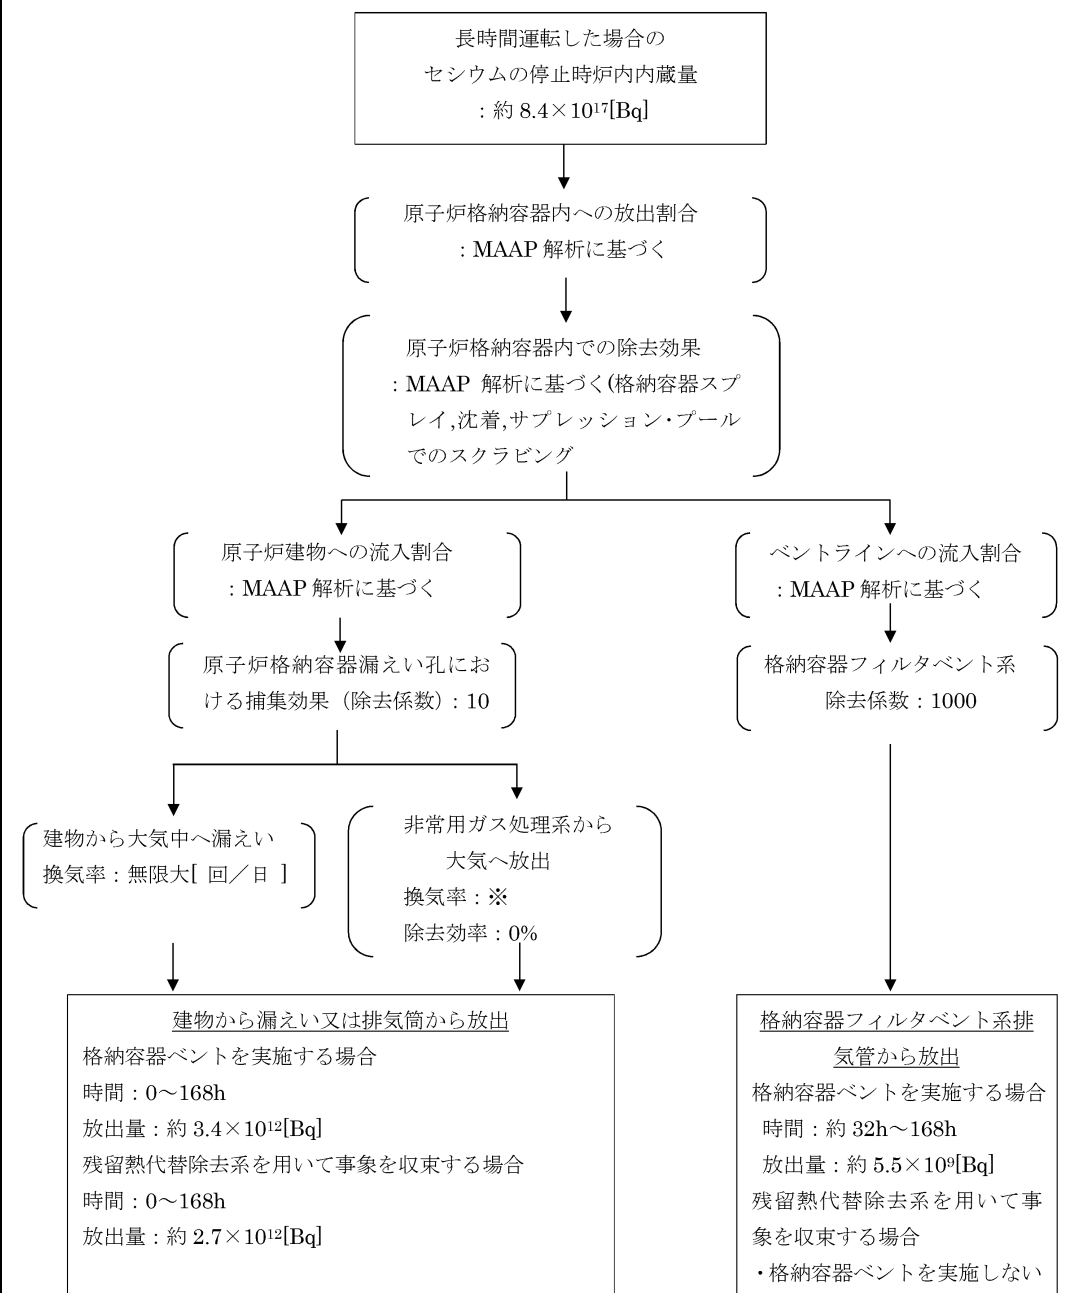 長時間運転した場合の
セシウムの停止時炉内内蔵量
：約 8.4×10¹⁷[Bq]
原子炉格納容器内への放出割合
：MAAP 解析に基づく
原子炉格納容器内での除去効果
：MAAP 解析に基づく(格納容器スプ
レイ,沈着,サプレッション・プール
でのスクラビング
原子炉建物への流入割合
：MAAP 解析に基づく
ベントラインへの流入割合
：MAAP 解析に基づく
原子炉格納容器漏えい孔にお
ける捕集効果（除去係数）：10
格納容器フィルタベント系
除去係数：1000
建物から大気中へ漏えい
換気率：無限大[ 回／日 ]
非常用ガス処理系から
大気へ放出
換気率：※
除去効率：0%
建物から漏えい又は排気筒から放出
格納容器ベントを実施する場合
時間：0～168h
放出量：約 3.4×10¹²[Bq]
残留熱代替除去系を用いて事象を収束する場合
時間：0～168h
放出量：約 2.7×10¹²[Bq]
格納容器フィルタベント系排
気管から放出
格納容器ベントを実施する場合
時間：約 32h～168h
放出量：約 5.5×10⁹[Bq]
残留熱代替除去系を用いて事
象を収束する場合
・格納容器ベントを実施しない